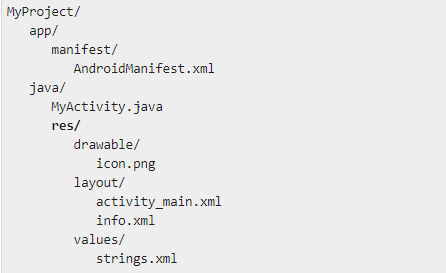 MyProject/
app/
manifest/
AndroidManifest.xml
java/
MyActivity.java
res/
drawable/
icon.png
layout/
activity_main.xml
info.xml
values/
strings.xml